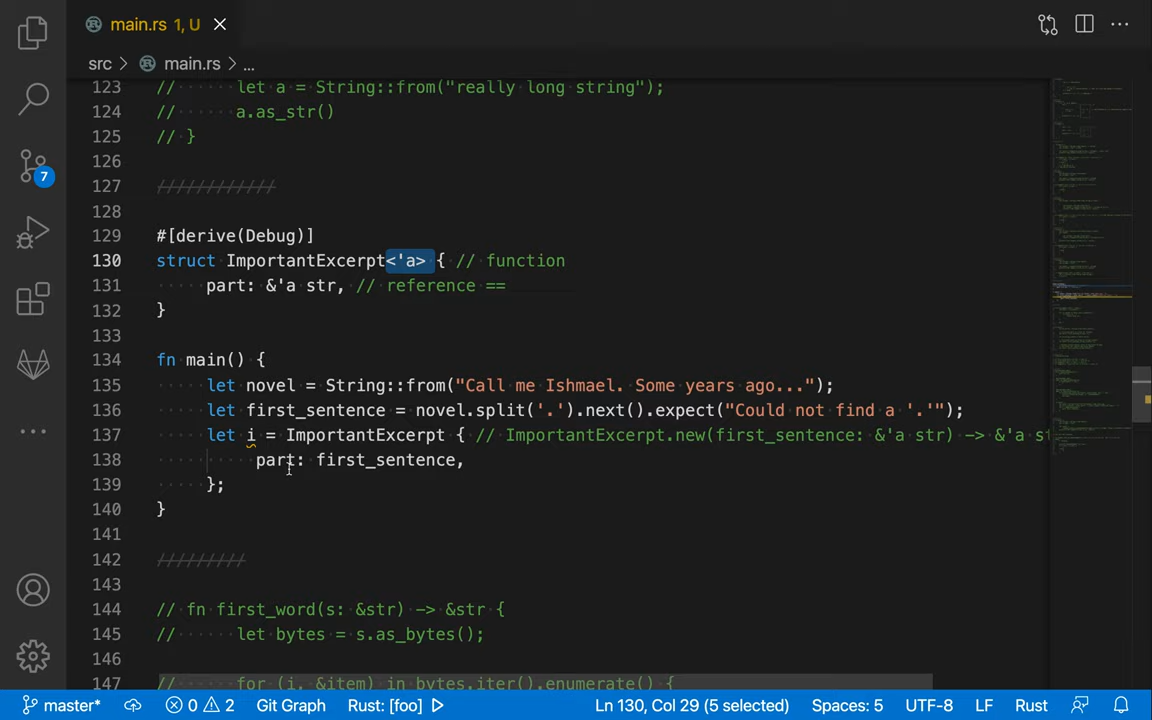 main.rs 1, U
src > main.rs > ...
123 // let a = String::from("really long string");
124 // a.as_str()
125 // }
126
127 ////////////
128
129 #[derive(Debug)]
130 struct ImportantExcerpt<'a> { // function
131 part: &'a str, // reference ==
132 }
133
134 fn main() {
135 let novel = String::from("Call me Ishmael. Some years ago...");
136 let first_sentence = novel.split('.').next().expect("Could not find a '.'");
137 let i = ImportantExcerpt { // ImportantExcerpt.new(first_sentence: &'a str) -> &'a st
138 part: first_sentence,
139 };
140 }
141
142 /////////
143
144 // fn first_word(s: &str) -> &str {
145 // let bytes = s.as_bytes();
146
147 // for (i, &item) in bytes.iter().enumerate() {
7
master* 0 2 Git Graph Rust: [foo] Ln 130, Col 29 (5 selected) Spaces: 5 UTF-8 LF Rust